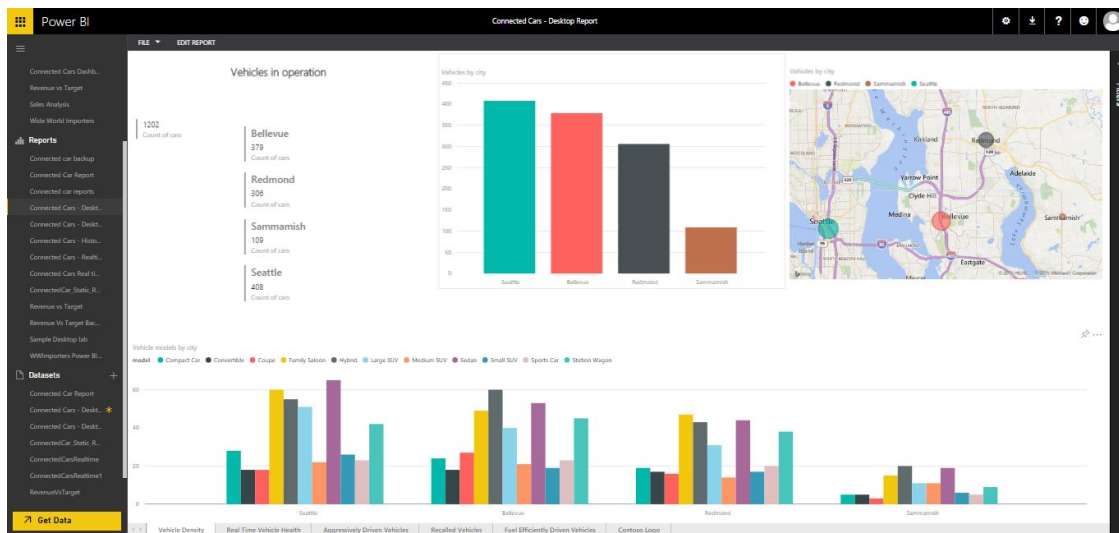 Power BI
Connected Cars - Desktop Report
?
FILE
EDIT REPORT
Connected Cars Dashb...
Revenue vs Target
Sales Analysis
Wide World Importers
Reports
Connected car backup
Connected Car Report
Connected car reports
Connected Cars - Deskt...
Connected Cars - Deskt...
Connected Cars - Histo...
Connected Cars - Realti...
Connected Cars Real ti...
ConnectedCar_Static_R...
Revenue vs Target
Revenue Vs Target Bac...
Sample Desktop lab
WWImporters Power BI...
Datasets
Connected Car Report
Connected Cars - Deskt...
Connected Cars - Deskt...
ConnectedCar_Static_R...
ConnectedCarsRealtime
ConnectedCarsRealtime1
RevenueVsTarget
Get Data
Vehicles in operation
1202
Count of cars
Bellevue
379
Count of cars
Redmond
306
Count of cars
Sammamish
109
Count of cars
Seattle
408
Count of cars
Vehicles by city
450
400
350
300
250
200
150
100
50
0
Seattle Bellevue Redmond Sammamish
Vehicles by city
Bellevue Redmond Sammamish Seattle
Kirkland
Redmond
520
Yarrow Point
Adelaide
Clyde Hill
Medina
Bellevue
Seattle
Sammamish
Eastgate
Filters
Vehicle models by city
model Compact Car Convertible Coupe Family Saloon Hybrid Large SUV Medium SUV Sedan Small SUV Sports Car Station Wagon
60
40
20
0
Seattle Bellevue Redmond Sammamish
Vehicle Density Real Time Vehicle Health Aggressively Driven Vehicles Recalled Vehicles Fuel Efficiently Driven Vehicles Contoso Logo